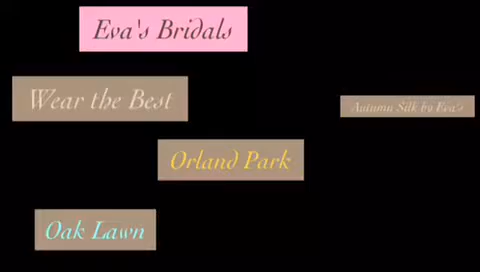 Eva's Bridals
Wear the Best
Autumn Silk by Eva's
Orland Park
Oak Lawn